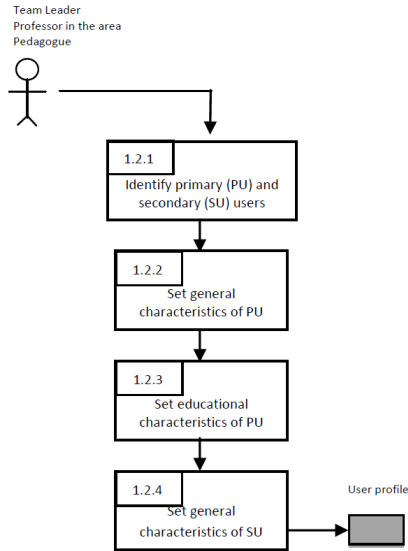 Team Leader
Professor in the area
Pedagogue
1.2.1
Identify primary (PU) and
secondary (SU) users
1.2.2
Set general
characteristics of PU
1.2.3
Set educational
characteristics of PU
1.2.4
Set general
characteristics of SU
User profile